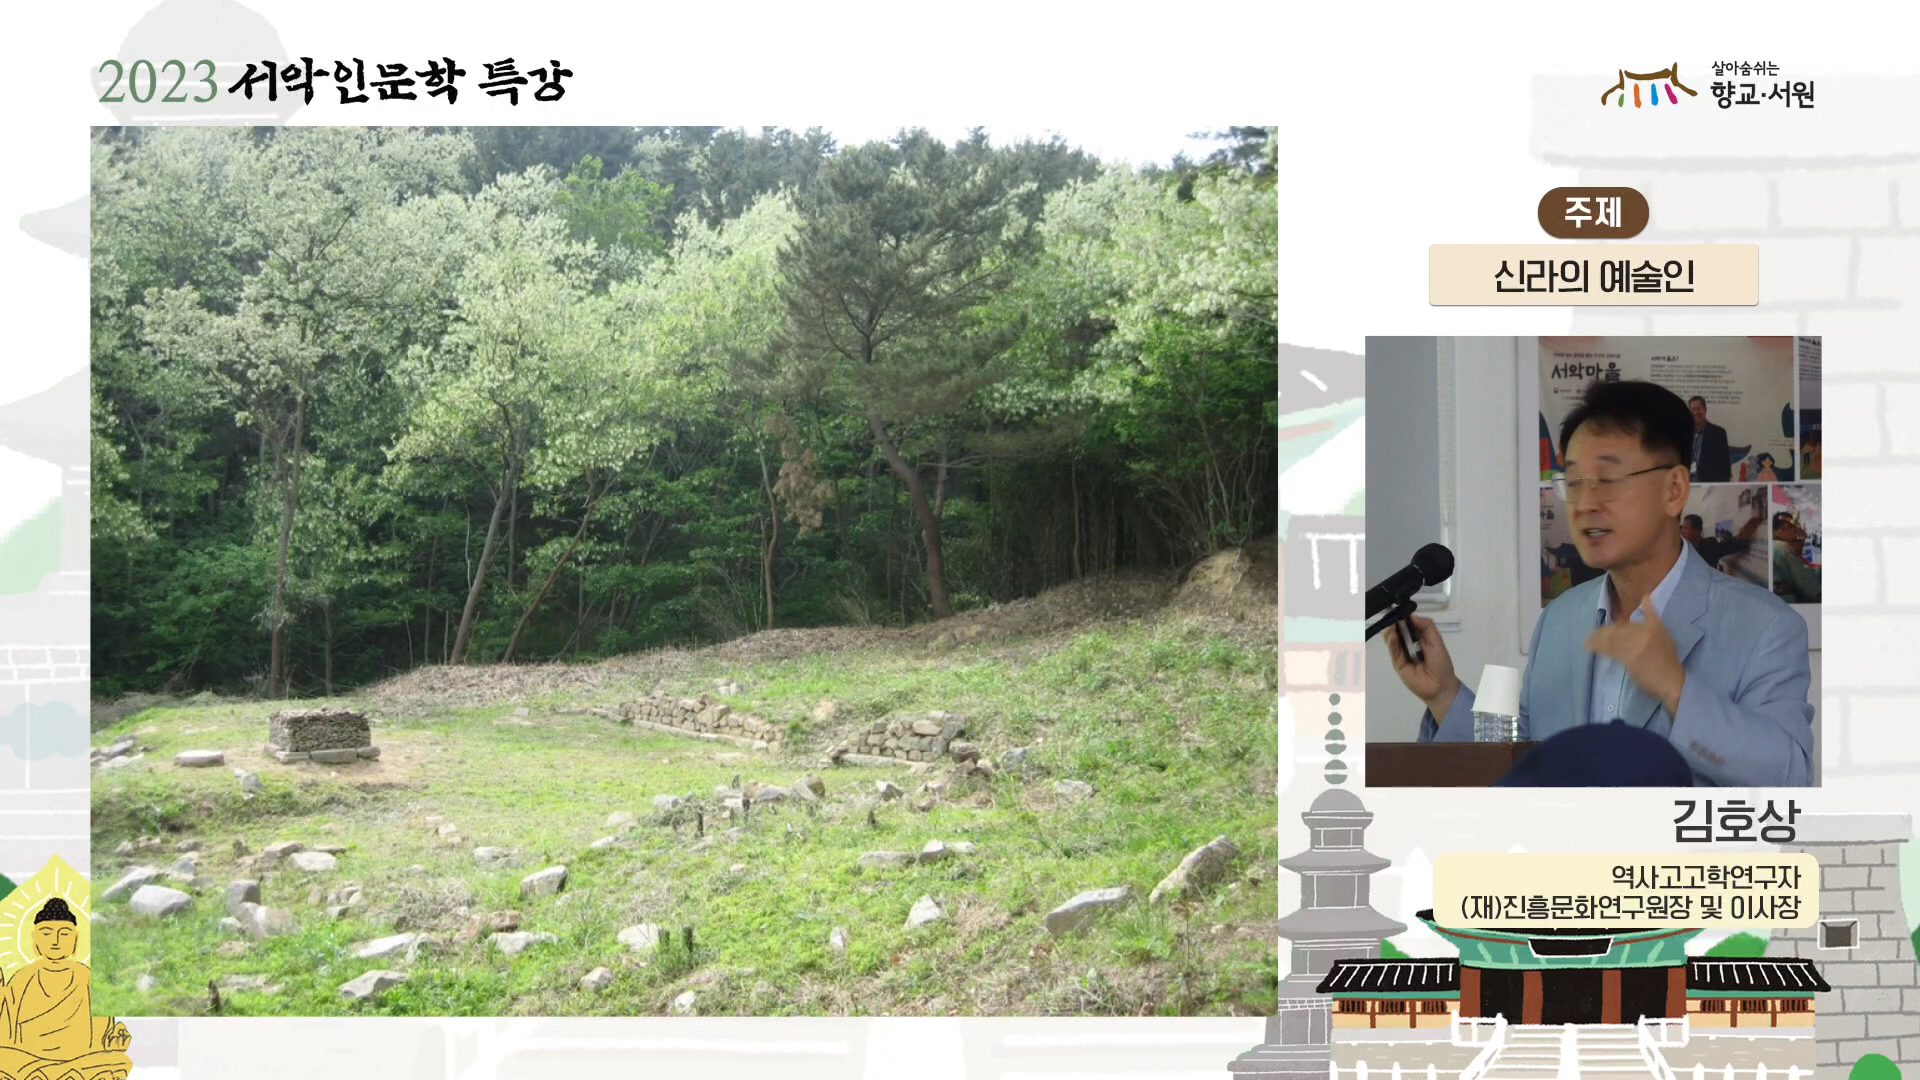 2023 서악인문학 특강
살아숨쉬는
향교·서원
주제
신라의 예술인
서악마을
김호상
역사고고학연구자
(재)진흥문화연구원장 및 이사장